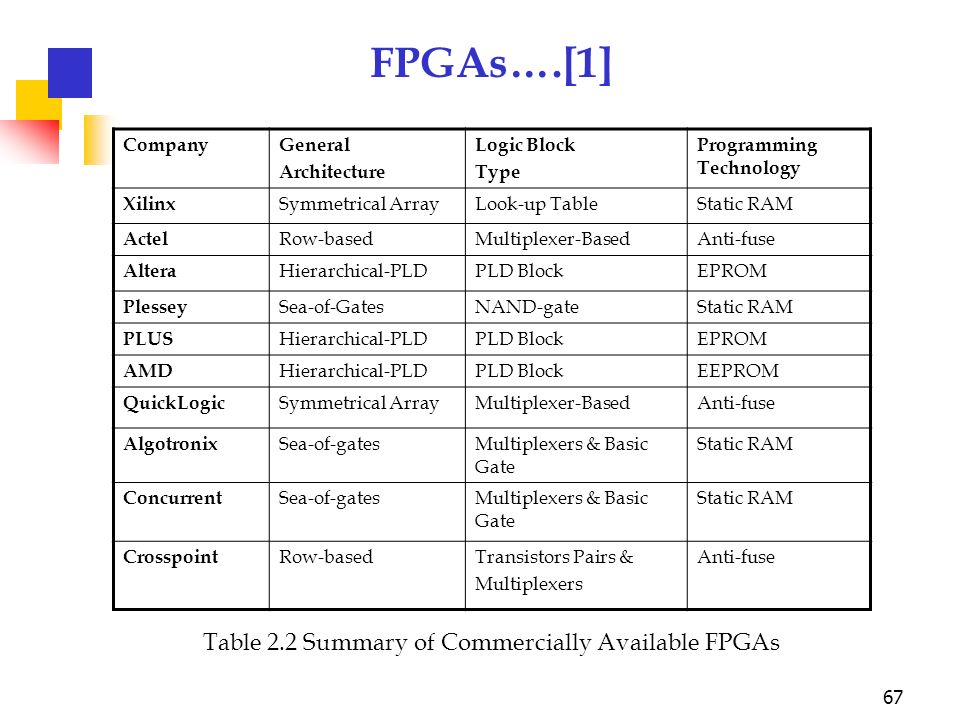 FPGAs….[1]
Company General Architecture Logic Block Type Programming Technology
Xilinx Symmetrical Array Look-up Table Static RAM
Actel Row-based Multiplexer-Based Anti-fuse
Altera Hierarchical-PLD PLD Block EPROM
Plessey Sea-of-Gates NAND-gate Static RAM
PLUS Hierarchical-PLD PLD Block EPROM
AMD Hierarchical-PLD PLD Block EEPROM
QuickLogic Symmetrical Array Multiplexer-Based Anti-fuse
Algotronix Sea-of-gates Multiplexers & Basic Gate Static RAM
Concurrent Sea-of-gates Multiplexers & Basic Gate Static RAM
Crosspoint Row-based Transistors Pairs & Multiplexers Anti-fuse
Table 2.2 Summary of Commercially Available FPGAs
67